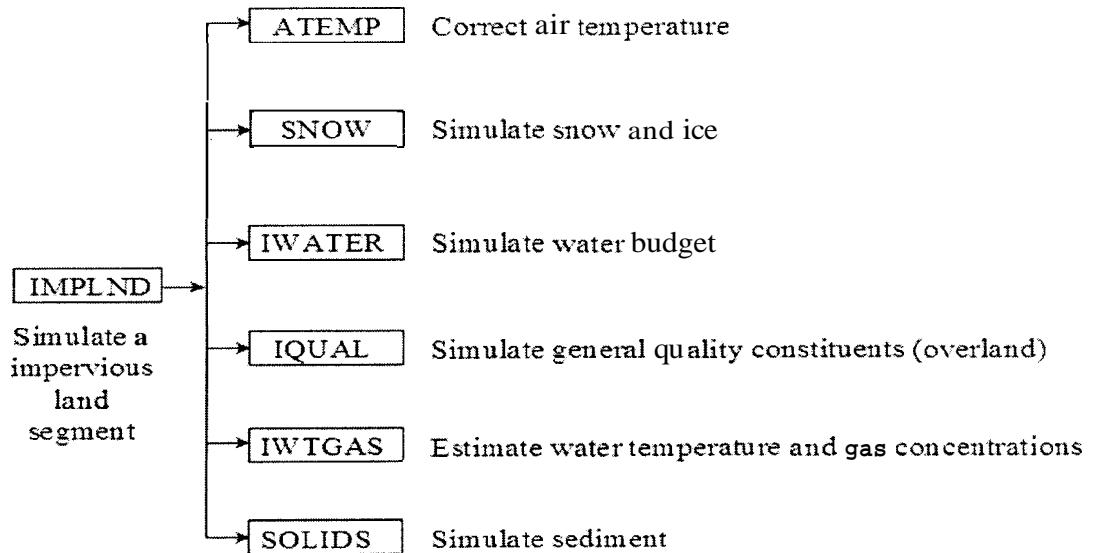 ATEMP Correct air temperature
SNOW Simulate snow and ice
IWATER Simulate water budget
IMPLND
Simulate a
impervious
land
segment
IQUAL Simulate general quality constituents (overland)
IWTGAS Estimate water temperature and gas concentrations
SOLIDS Simulate sediment